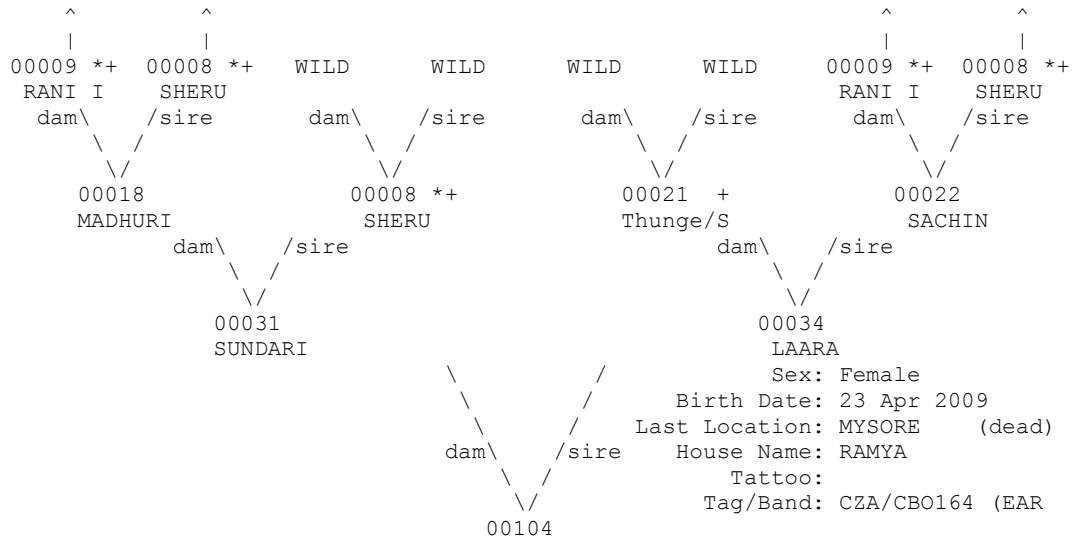 ^ ^ ^ ^
| | | |
00009 *+ 00008 *+ WILD WILD WILD WILD 00009 *+ 00008 *+
RANI I SHERU RANI I SHERU
dam\ /sire dam\ /sire dam\ /sire dam\ /sire
\ / \ / \ / \ /
\/ \/ \/ \/
00018 00008 *+ 00021 + 00022
MADHURI SHERU Thunge/S SACHIN
dam\ /sire dam\ /sire
\ / \ /
\/ \/
00031 00034
SUNDARI LAARA
\ / Sex: Female
\ / Birth Date: 23 Apr 2009
\ / Last Location: MYSORE (dead)
dam\ /sire House Name: RAMYA
\ / Tattoo:
\/ Tag/Band: CZA/CBO164 (EAR
00104